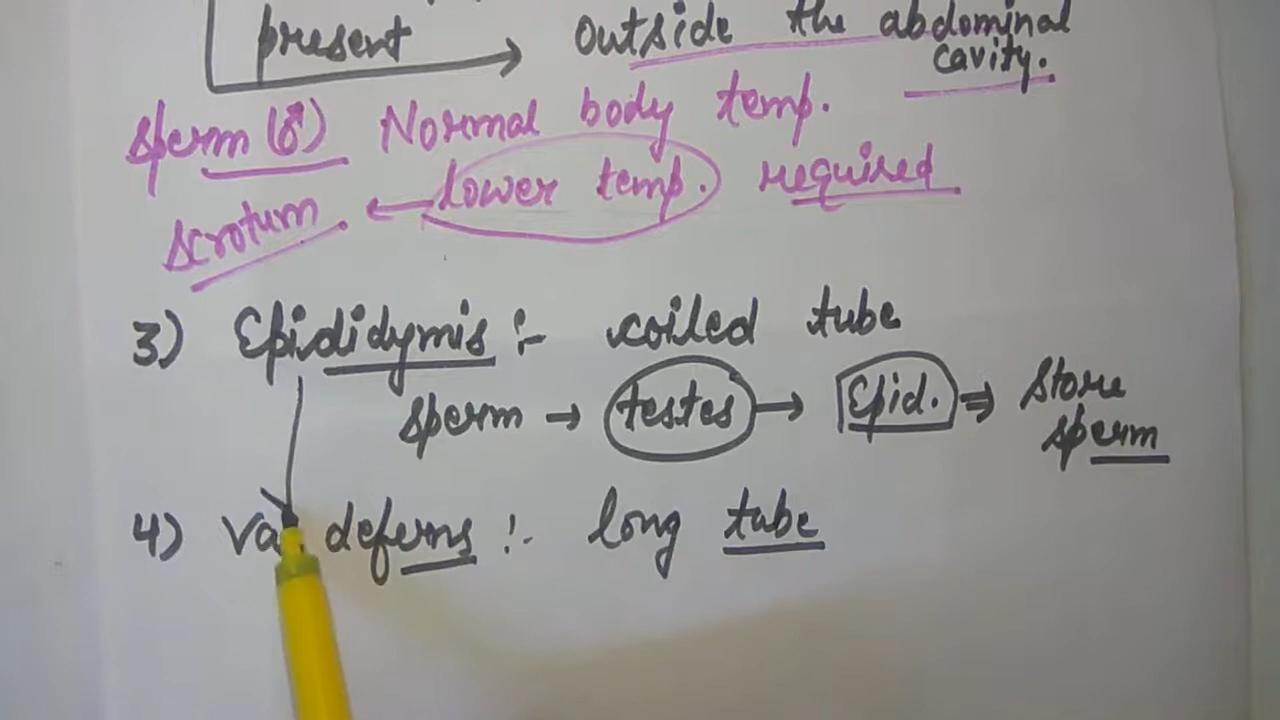 present → outside the abdominal
cavity.
sperm (♂) Normal body temp.
scrotum ← lower temp. required
3) Epididymis :- coiled tube
sperm → testes → Epid. ⇒ store
sperm
4) Va deferns :- long tube